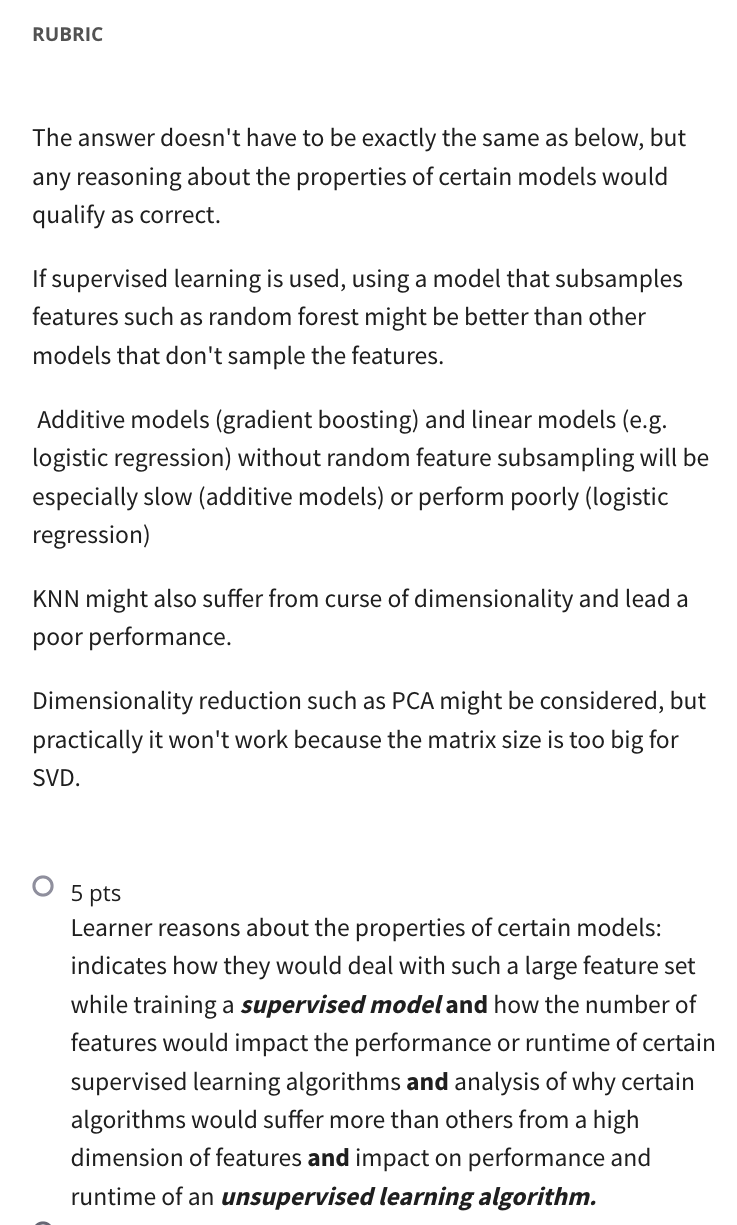 RUBRIC
The answer doesn't have to be exactly the same as below, but
any reasoning about the properties of certain models would
qualify as correct.
If supervised learning is used, using a model that subsamples
features such as random forest might be better than other
models that don't sample the features.
Additive models (gradient boosting) and linear models (e.g.
logistic regression) without random feature subsampling will be
especially slow (additive models) or perform poorly (logistic
regression)
KNN might also suffer from curse of dimensionality and lead a
poor performance.
Dimensionality reduction such as PCA might be considered, but
practically it won't work because the matrix size is too big for
SVD.
5 pts
Learner reasons about the properties of certain models:
indicates how they would deal with such a large feature set
while training a supervised model and how the number of
features would impact the performance or runtime of certain
supervised learning algorithms and analysis of why certain
algorithms would suffer more than others from a high
dimension of features and impact on performance and
runtime of an unsupervised learning algorithm.